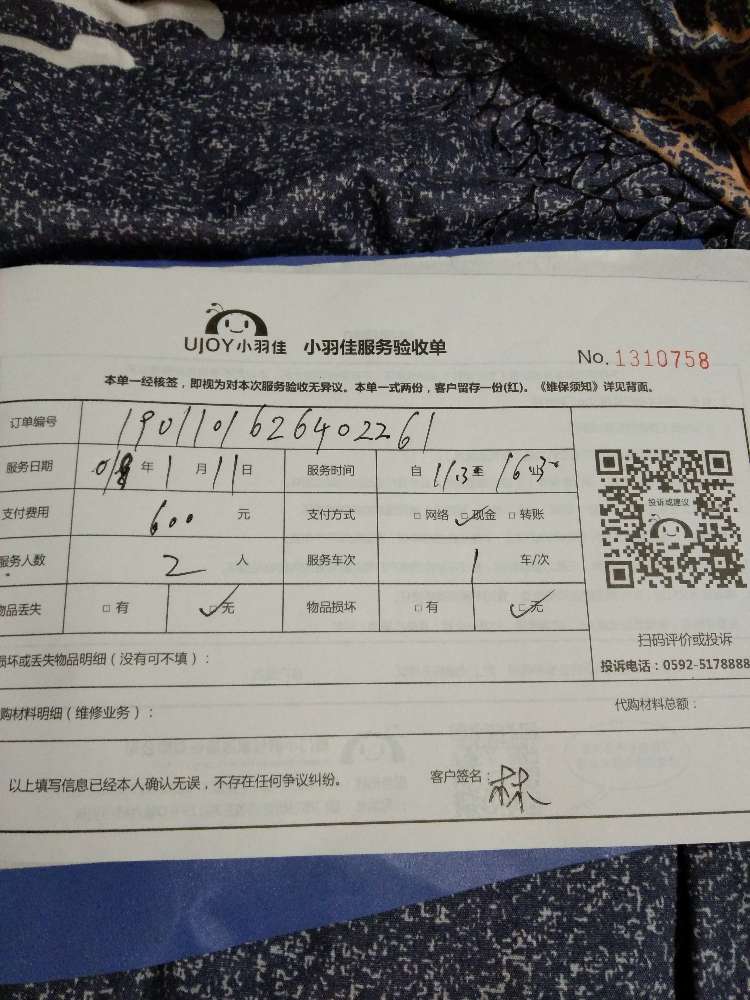 UJOY小羽佳 小羽佳服务验收单
No. 1310758
本单一经核签，即视为对本次服务验收无异议。本单一式两份，客户留存一份(红)。《维保须知》详见背面。
订单编号 1901101626402261
服务日期 年 1 月 11 日 服务时间 自 至
支付费用 600 元 支付方式 □ 网络 □ 现金 □ 转账
服务人数 2 人 服务车次 1 车/次
物品丢失 □ 有 □ 无 物品损坏 □ 有 □ 无
投诉或建议
扫码评价或投诉
投诉电话：0592-5178888
损坏或丢失物品明细（没有可不填）：
购材料明细（维修业务）： 代购材料总额：
以上填写信息已经本人确认无误，不存在任何争议纠纷。 客户签名：林